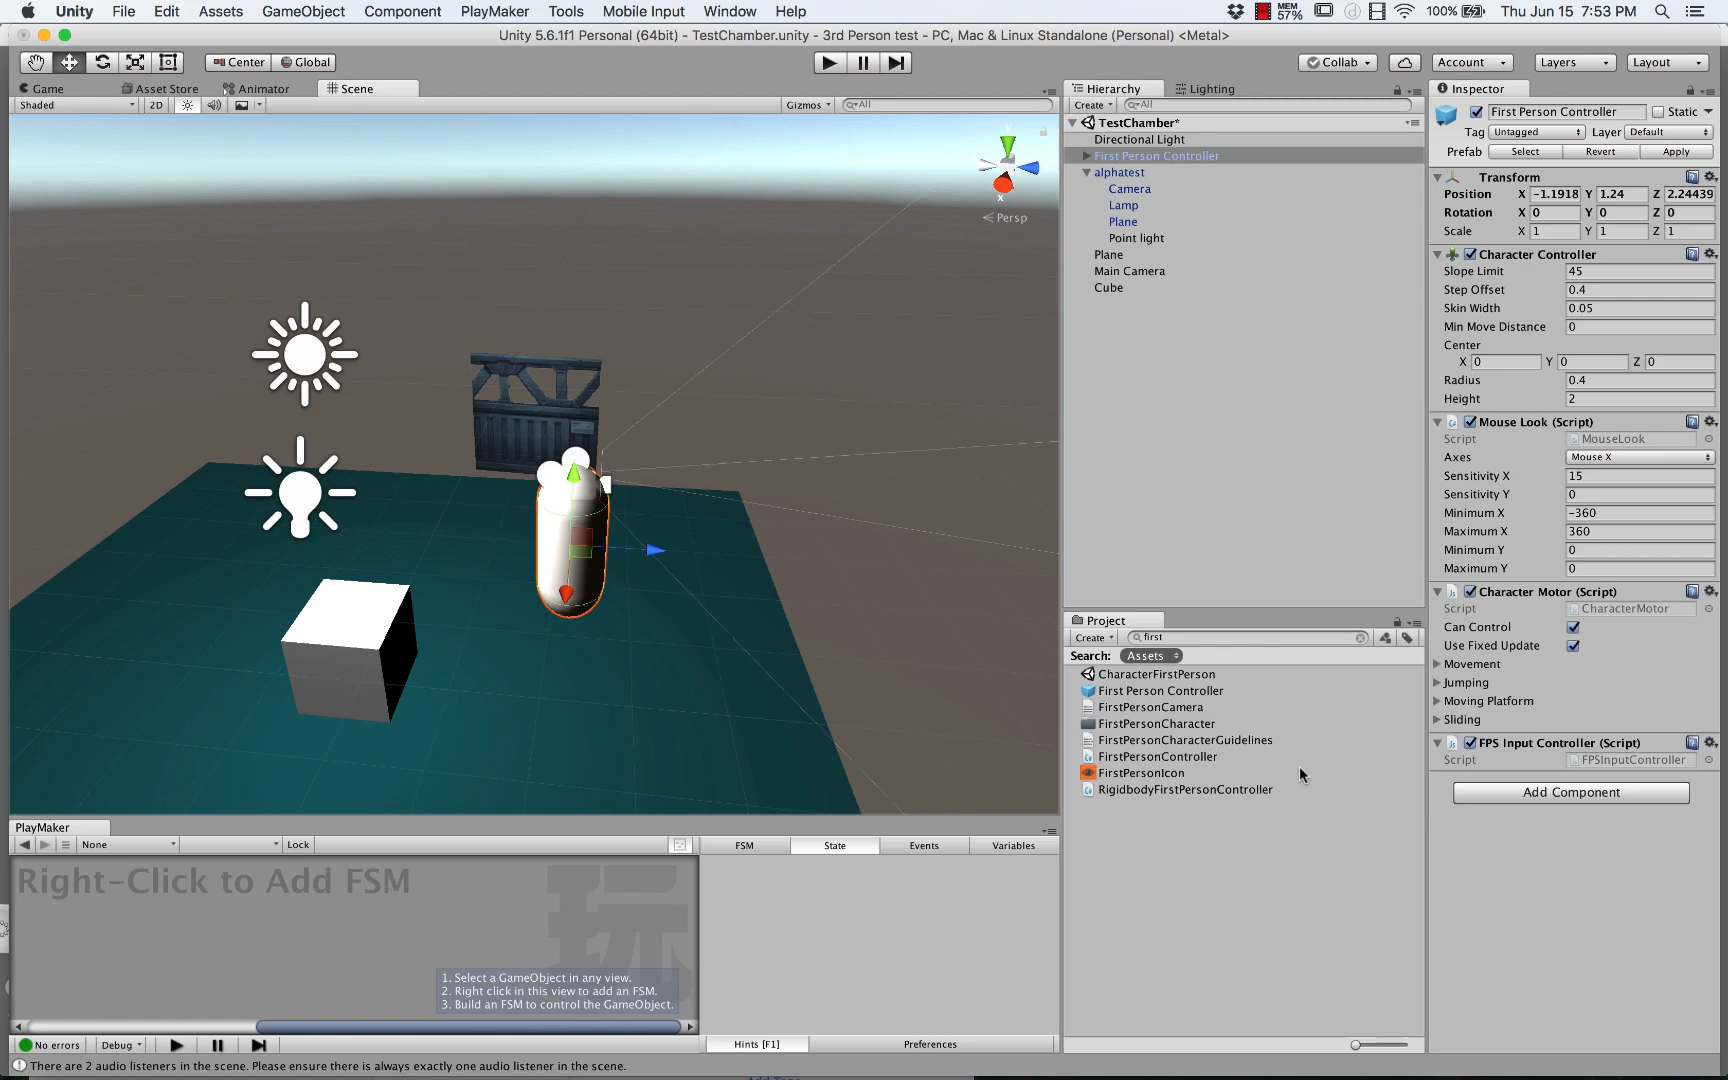 Unity File Edit Assets GameObject Component PlayMaker Tools Mobile Input Window Help MEM 57% 100% Thu Jun 15 7:53 PM
Unity 5.6.1f1 Personal (64bit) - TestChamber.unity - 3rd Person test - PC, Mac & Linux Standalone (Personal) <Metal>
Center Global Collab Account Layers Layout
Game Asset Store Animator Scene
Shaded 2D Gizmos All
x
Persp
Hierarchy Lighting
Create All
TestChamber*
Directional Light
First Person Controller
alphatest
Camera
Lamp
Plane
Point light
Plane
Main Camera
Cube
Project
Create first
Search: Assets
CharacterFirstPerson
First Person Controller
FirstPersonCamera
FirstPersonCharacter
FirstPersonCharacterGuidelines
FirstPersonController
FirstPersonIcon
RigidbodyFirstPersonController
Inspector
First Person Controller Static
Tag Untagged Layer Default
Prefab Select Revert Apply
Transform
Position X -1.1918 Y 1.24 Z 2.24439
Rotation X 0 Y 0 Z 0
Scale X 1 Y 1 Z 1
Character Controller
Slope Limit 45
Step Offset 0.4
Skin Width 0.05
Min Move Distance 0
Center
X 0 Y 0 Z 0
Radius 0.4
Height 2
Mouse Look (Script)
Script MouseLook
Axes Mouse X
Sensitivity X 15
Sensitivity Y 0
Minimum X -360
Maximum X 360
Minimum Y 0
Maximum Y 0
Character Motor (Script)
Script CharacterMotor
Can Control
Use Fixed Update
Movement
Jumping
Moving Platform
Sliding
FPS Input Controller (Script)
Script FPSInputController
Add Component
PlayMaker
None Lock FSM State Events Variables
Right-Click to Add FSM
玩
1. Select a GameObject in any view.
2. Right click in this view to add an FSM.
3. Build an FSM to control the GameObject.
No errors Debug Hints [F1] Preferences
There are 2 audio listeners in the scene. Please ensure there is always exactly one audio listener in the scene.